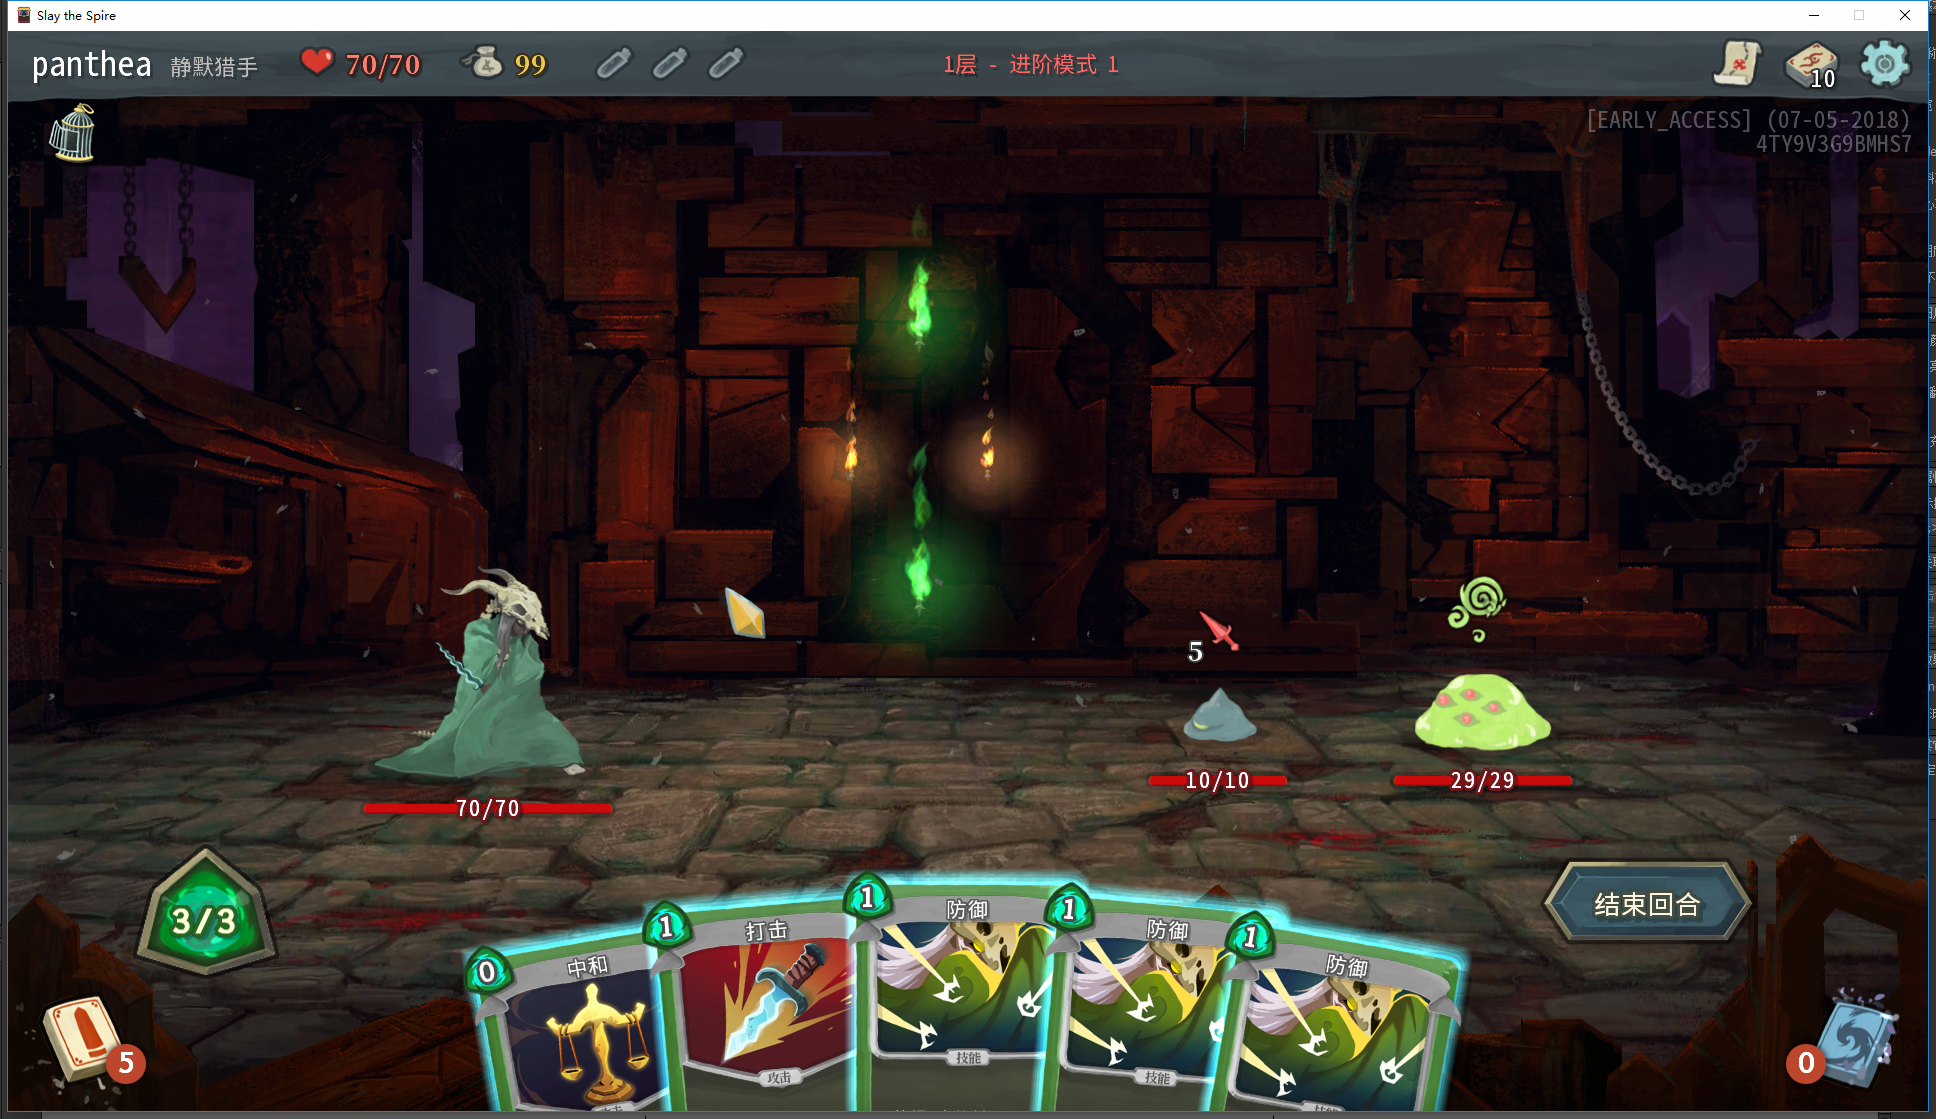 Slay the Spire
panthea 静默猎手 70/70 99
1层 - 进阶模式 1
10
[EARLY_ACCESS] (07-05-2018)
4TY9V3G9BMHS7
5
10/10
29/29
70/70
3/3
结束回合
0 中和
1 打击
1 防御
1 防御
1 防御
攻击
技能
技能
5
0